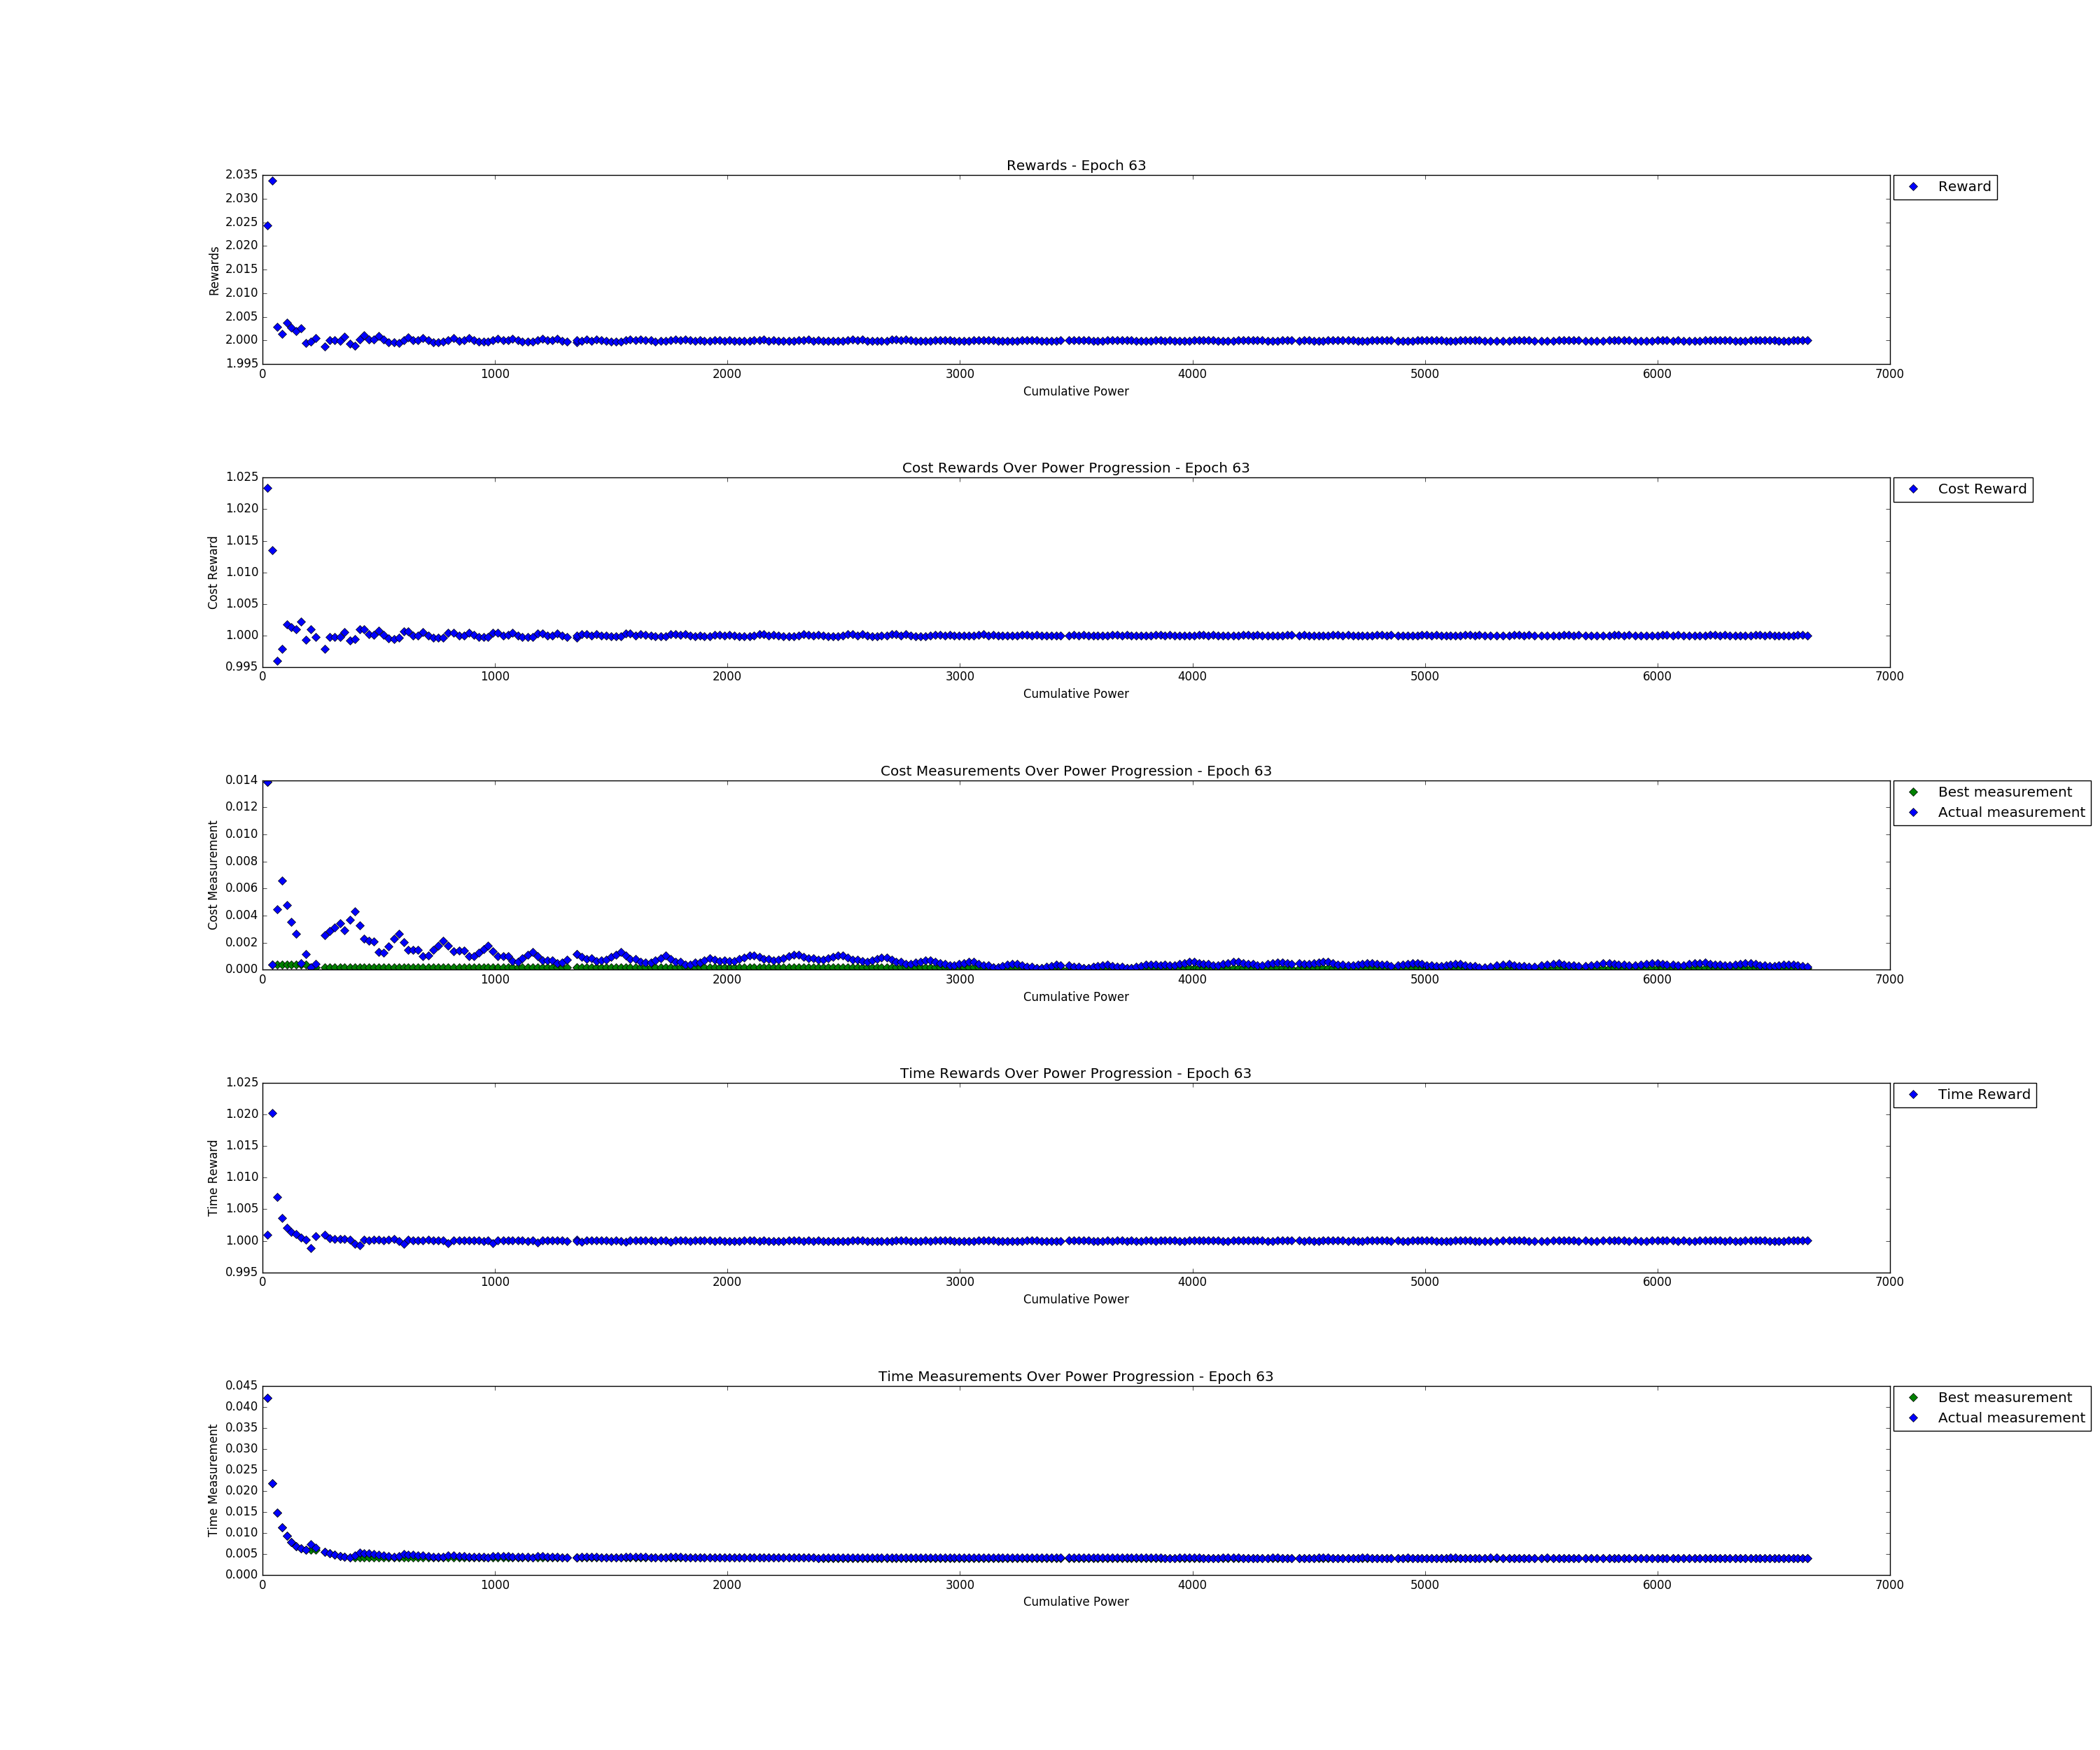 Rewards - Epoch 63
2.035
2.030
2.025
2.020
2.015
2.010
2.005
2.000
1.995
Rewards
0 1000 2000 3000 4000 5000 6000 7000
Cumulative Power
Reward
Cost Rewards Over Power Progression - Epoch 63
1.025
1.020
1.015
1.010
1.005
1.000
0.995
Cost Reward
0 1000 2000 3000 4000 5000 6000 7000
Cumulative Power
Cost Reward
Cost Measurements Over Power Progression - Epoch 63
0.014
0.012
0.010
0.008
0.006
0.004
0.002
0.000
Cost Measurement
0 1000 2000 3000 4000 5000 6000 7000
Cumulative Power
Best measurement
Actual measurement
Time Rewards Over Power Progression - Epoch 63
1.025
1.020
1.015
1.010
1.005
1.000
0.995
Time Reward
0 1000 2000 3000 4000 5000 6000 7000
Cumulative Power
Time Reward
Time Measurements Over Power Progression - Epoch 63
0.045
0.040
0.035
0.030
0.025
0.020
0.015
0.010
0.005
0.000
Time Measurement
0 1000 2000 3000 4000 5000 6000 7000
Cumulative Power
Best measurement
Actual measurement